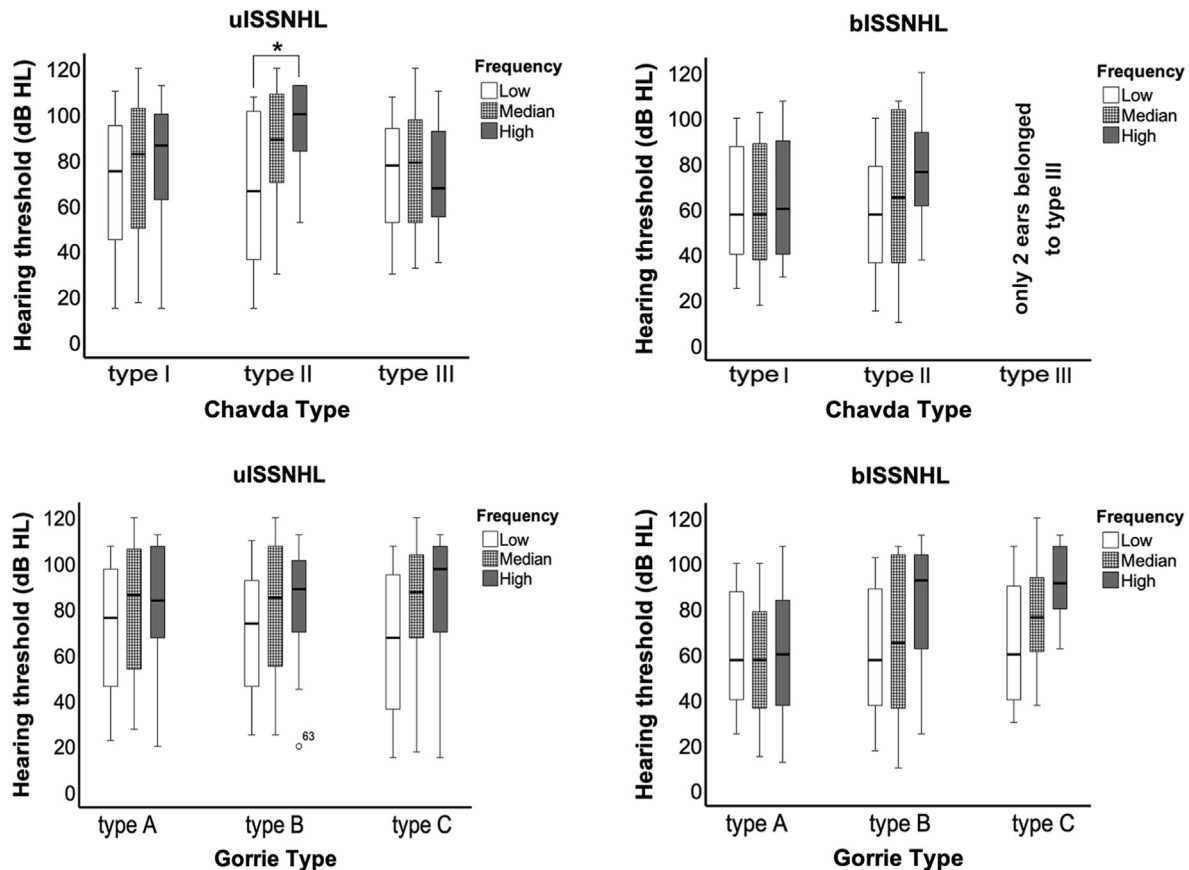 uISSNHL
*
Hearing threshold (dB HL)
120
100
80
60
40
20
0
type I
type II
type III
Chavda Type
Frequency
Low
Median
High
bISSNHL
Hearing threshold (dB HL)
120
100
80
60
40
20
0
only 2 ears belonged
to type III
type I
type II
type III
Chavda Type
Frequency
Low
Median
High
uISSNHL
Hearing threshold (dB HL)
120
100
80
60
40
20
0
63
type A
type B
type C
Gorrie Type
Frequency
Low
Median
High
bISSNHL
Hearing threshold (dB HL)
120
100
80
60
40
20
0
type A
type B
type C
Gorrie Type
Frequency
Low
Median
High